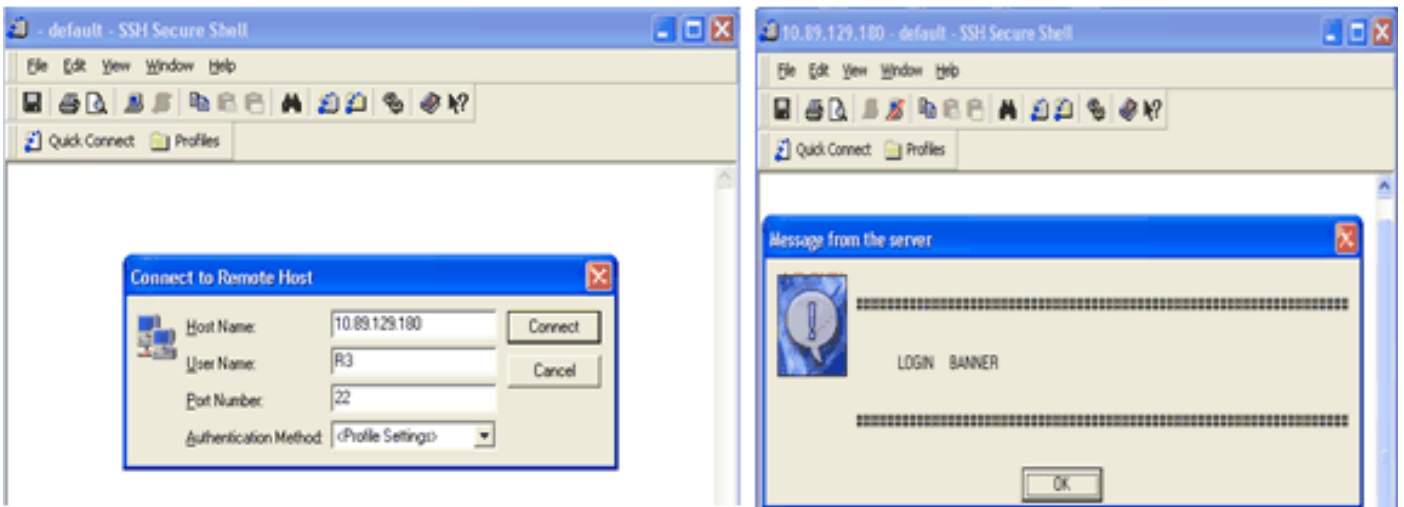 - default - SSH Secure Shell
File Edit View Window Help
Quick Connect Profiles
Connect to Remote Host
Host Name: 10.89.129.180
Connect
User Name: R3
Cancel
Port Number: 22
Authentication Method: <Profile Settings>
10.89.129.180 - default - SSH Secure Shell
File Edit View Window Help
Quick Connect Profiles
Message from the server
LOGIN BANNER
OK